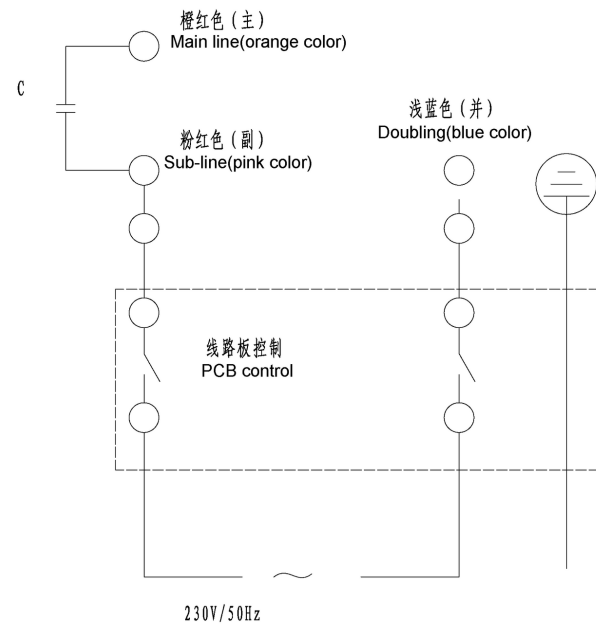 橙红色（主）
Main line(orange color)
C
浅蓝色（并）
Doubling(blue color)
粉红色（副）
Sub-line(pink color)
线路板控制
PCB control
230V/50Hz